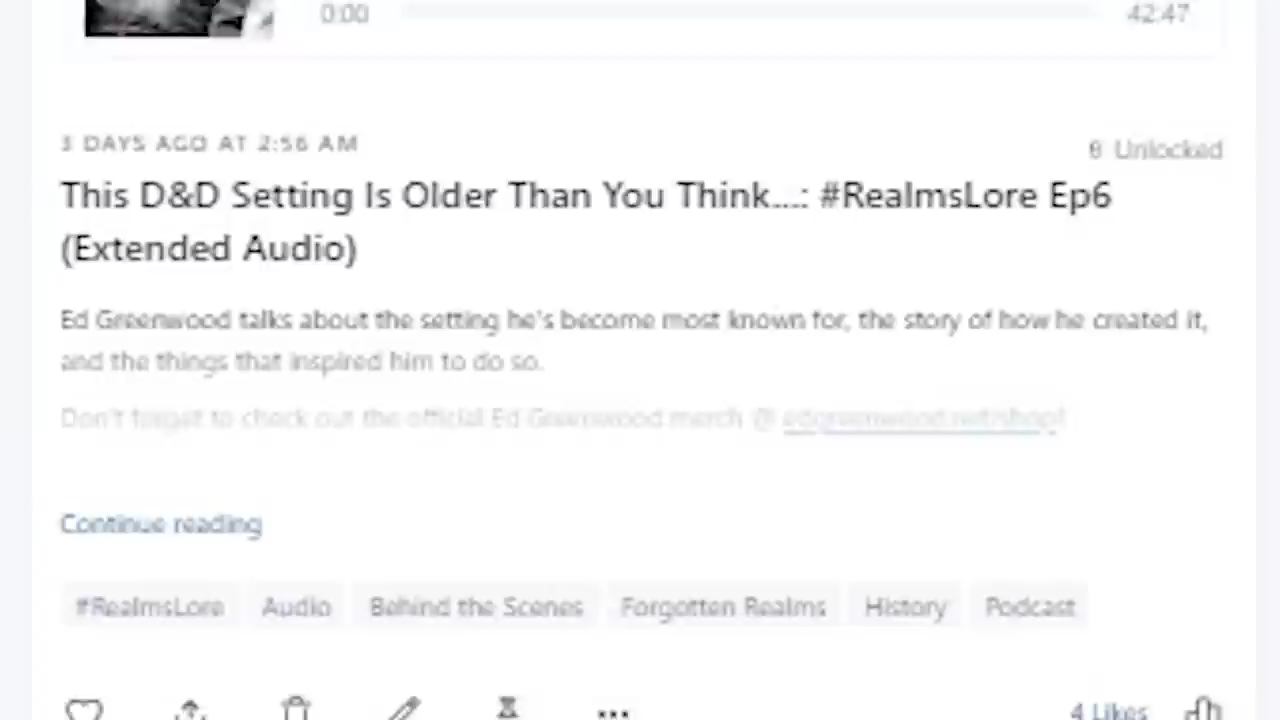 0:00 42:47
3 DAYS AGO AT 2:56 AM
Unlocked
This D&D Setting Is Older Than You Think...: #RealmsLore Ep6
(Extended Audio)
Ed Greenwood talks about the setting he's become most known for, the story of how he created it,
and the things that inspired him to do so.
Don't forget to check out the official Ed Greenwood merch @ edgreenwood.net/shop!
Continue reading
#RealmsLore Audio Behind the Scenes Forgotten Realms History Podcast
4 Likes